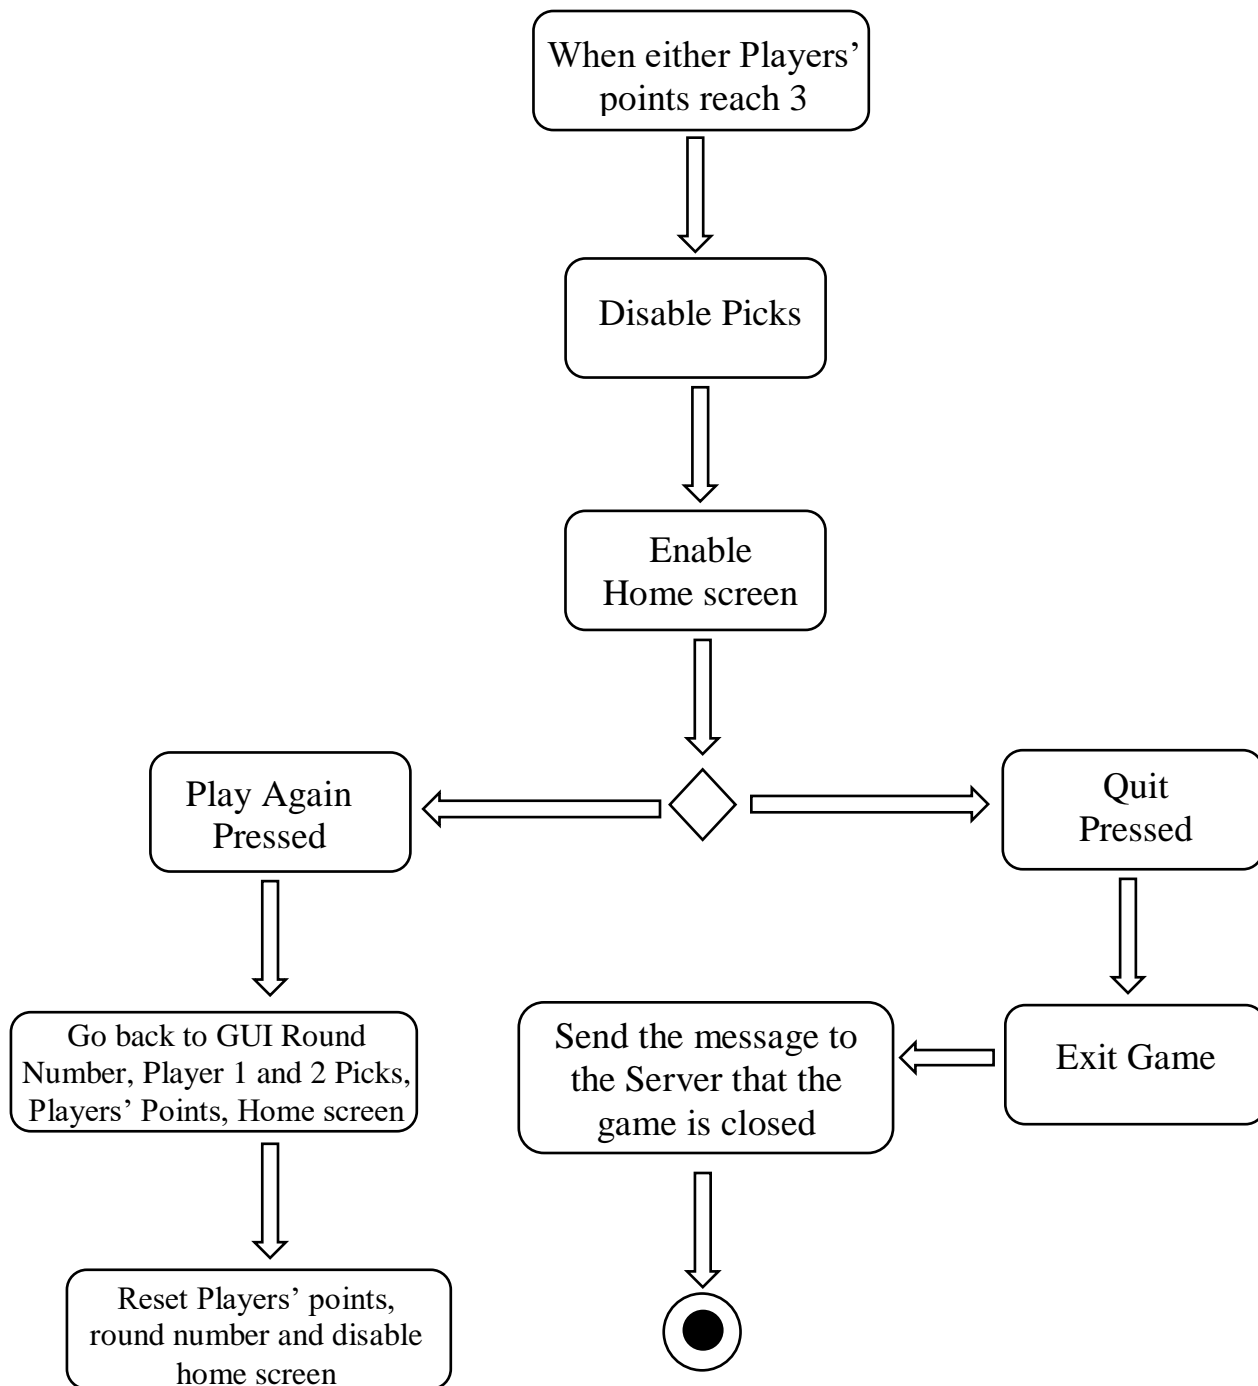 When either Players’
points reach 3
Disable Picks
Enable
Home screen
Play Again
Pressed
Quit
Pressed
Go back to GUI Round
Number, Player 1 and 2 Picks,
Players’ Points, Home screen
Send the message to
the Server that the
game is closed
Exit Game
Reset Players’ points,
round number and disable
home screen